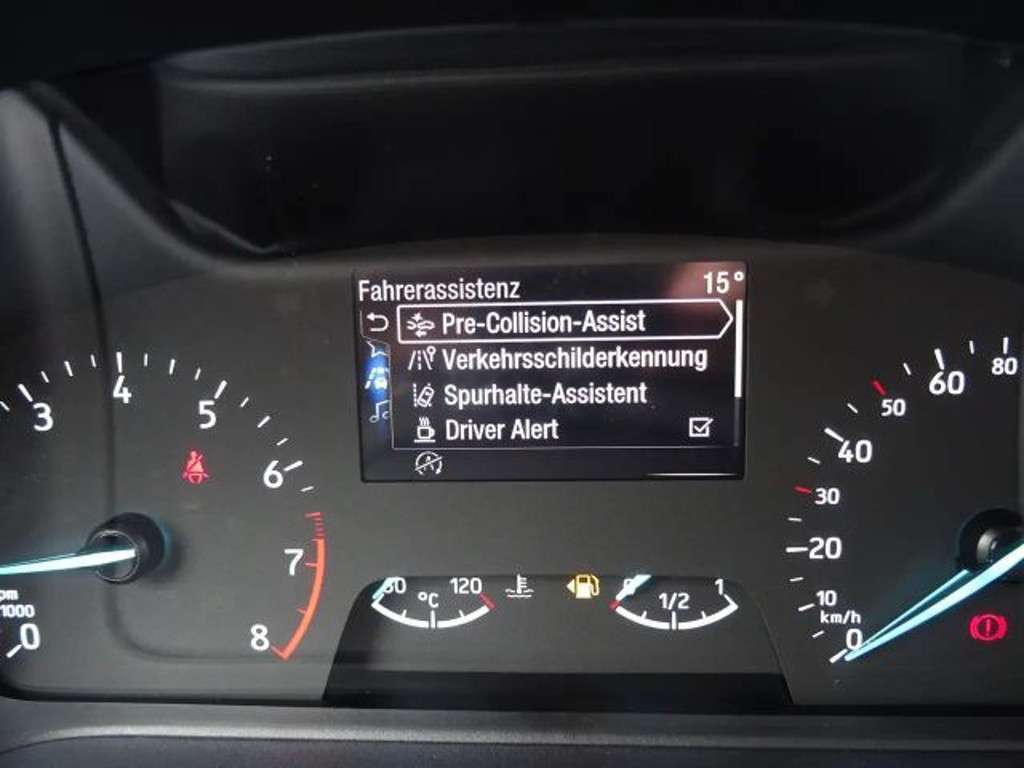 Fahrerassistenz 15°
Pre-Collision-Assist
Verkehrsschilderkennung
Spurhalte-Assistent
Driver Alert
3 4 5 6 7 8
1000
0
°C 120
1/2 1
0 10 20 30 40 50 60 80
km/h